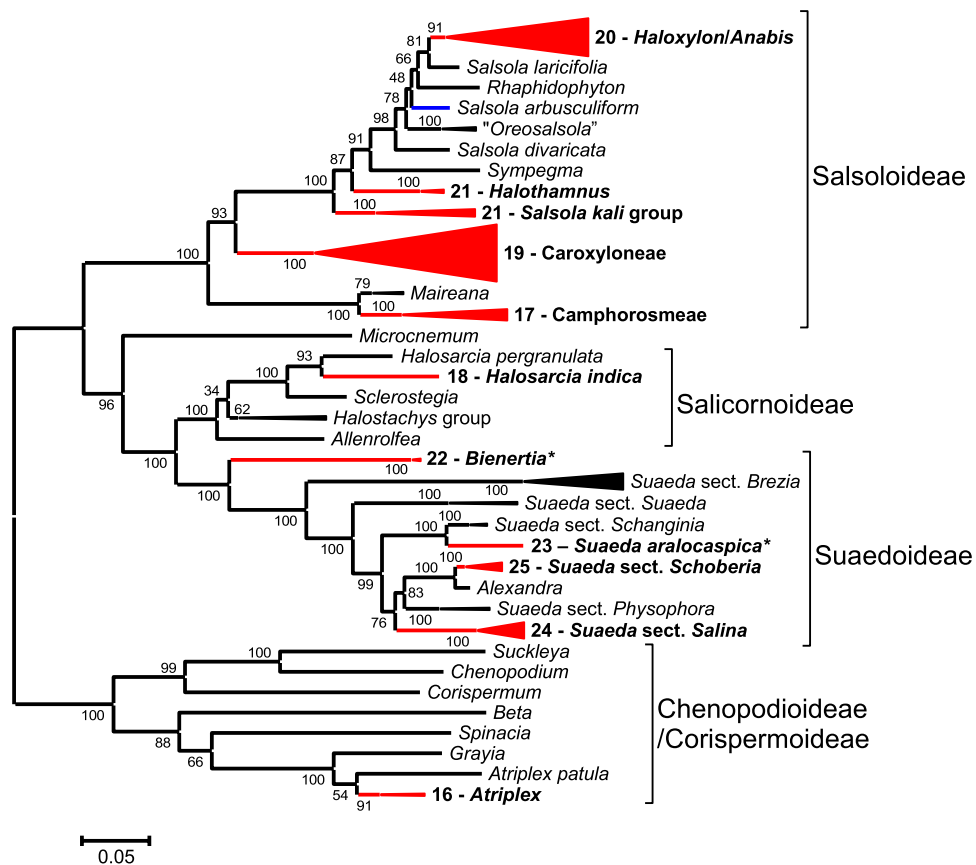 91
20 - Haloxylon/Anabis
81
66
Salsola laricifolia
48
Rhaphidophyton
78
Salsola arbusculiform
98
100
"Oreosalsola”
91
Salsola divaricata
87
Sympegma
Salsoloideae
100
100
21 - Halothamnus
100
21 - Salsola kali group
93
100
100
19 - Caroxyloneae
79
Maireana
100
100
17 - Camphorosmeae
Microcnemum
93
Halosarcia pergranulata
100
18 - Halosarcia indica
96
34
Sclerostegia
Salicornoideae
100
62
Halostachys group
Allenrolfea
100
22 - Bienertia*
100
100
100
Suaeda sect. Brezia
100
100
Suaeda sect. Suaeda
100
100
Suaeda sect. Schanginia
23 – Suaeda aralocaspica*
100
Suaedoideae
99
100
25 - Suaeda sect. Schoberia
83
Alexandra
100
Suaeda sect. Physophora
76
100
24 - Suaeda sect. Salina
100
Suckleya
99
Chenopodium
100
Corispermum
Chenopodioideae
/Corispermoideae
88
Beta
66
Spinacia
Grayia
100
Atriplex patula
54
91
16 - Atriplex
0.05